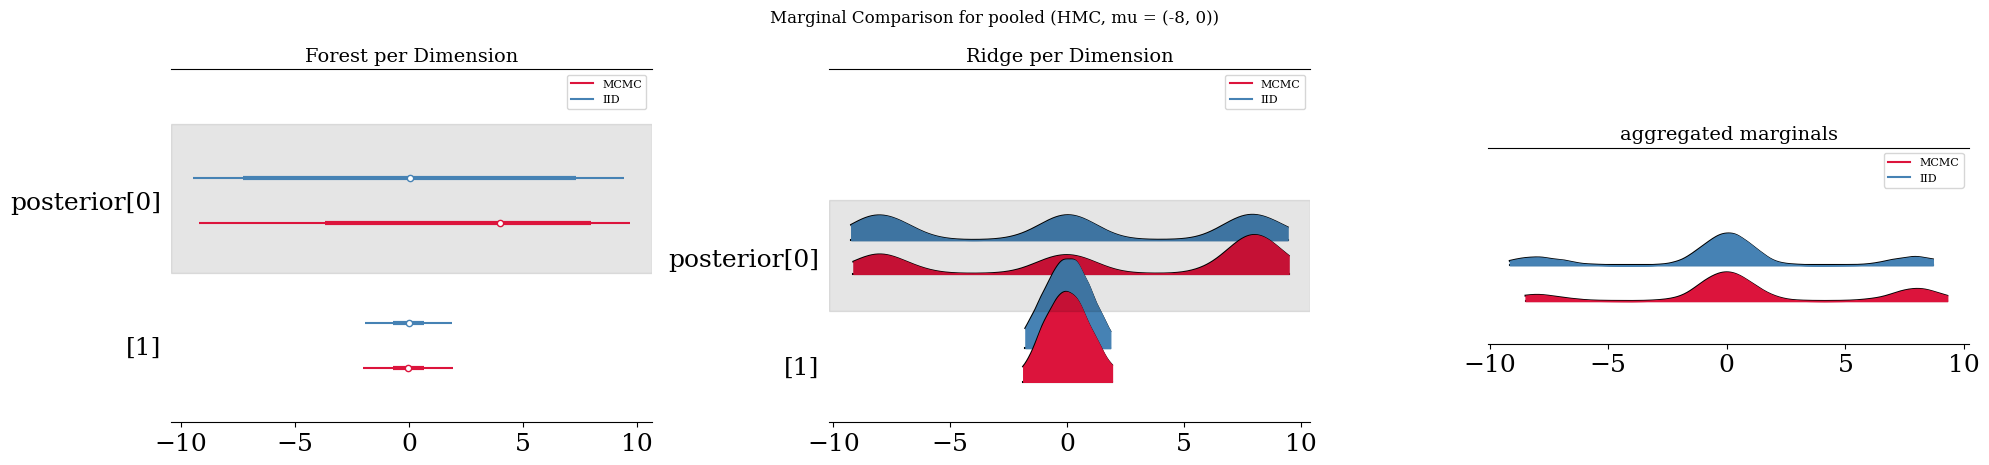 Marginal Comparison for pooled (HMC, mu = (-8, 0))
Forest per Dimension
MCMC
IID
posterior[0]
[1]
−10 −5 0 5 10
Ridge per Dimension
MCMC
IID
posterior[0]
[1]
−10 −5 0 5 10
aggregated marginals
MCMC
IID
−10 −5 0 5 10